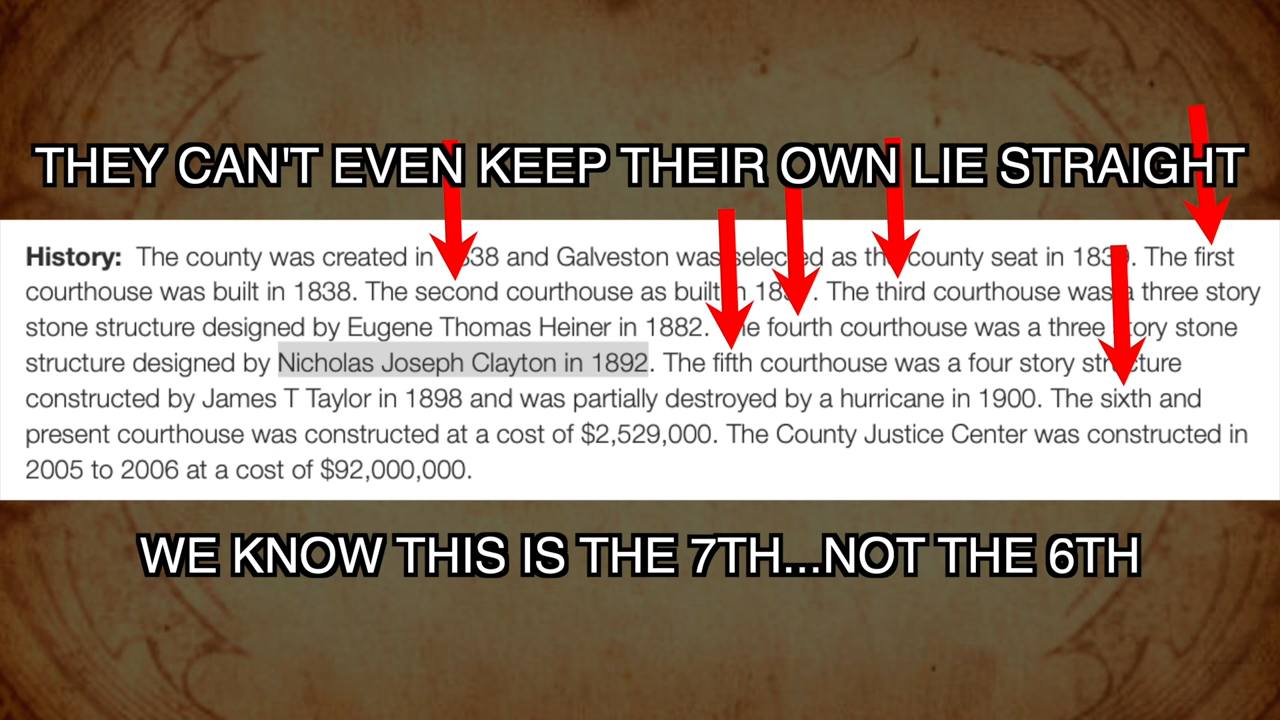 THEY CAN'T EVEN KEEP THEIR OWN LIE STRAIGHT
History: The county was created in 1838 and Galveston was selected as the county seat in 1839. The first
courthouse was built in 1838. The second courthouse as built in The third courthouse was a three story
stone structure designed by Eugene Thomas Heiner in 1882. The fourth courthouse was a three story stone
structure designed by Nicholas Joseph Clayton in 1892. The fifth courthouse was a four story structure
constructed by James T Taylor in 1898 and was partially destroyed by a hurricane in 1900. The sixth and
present courthouse was constructed at a cost of $2,529,000. The County Justice Center was constructed in
2005 to 2006 at a cost of $92,000,000.
WE KNOW THIS IS THE 7TH...NOT THE 6TH